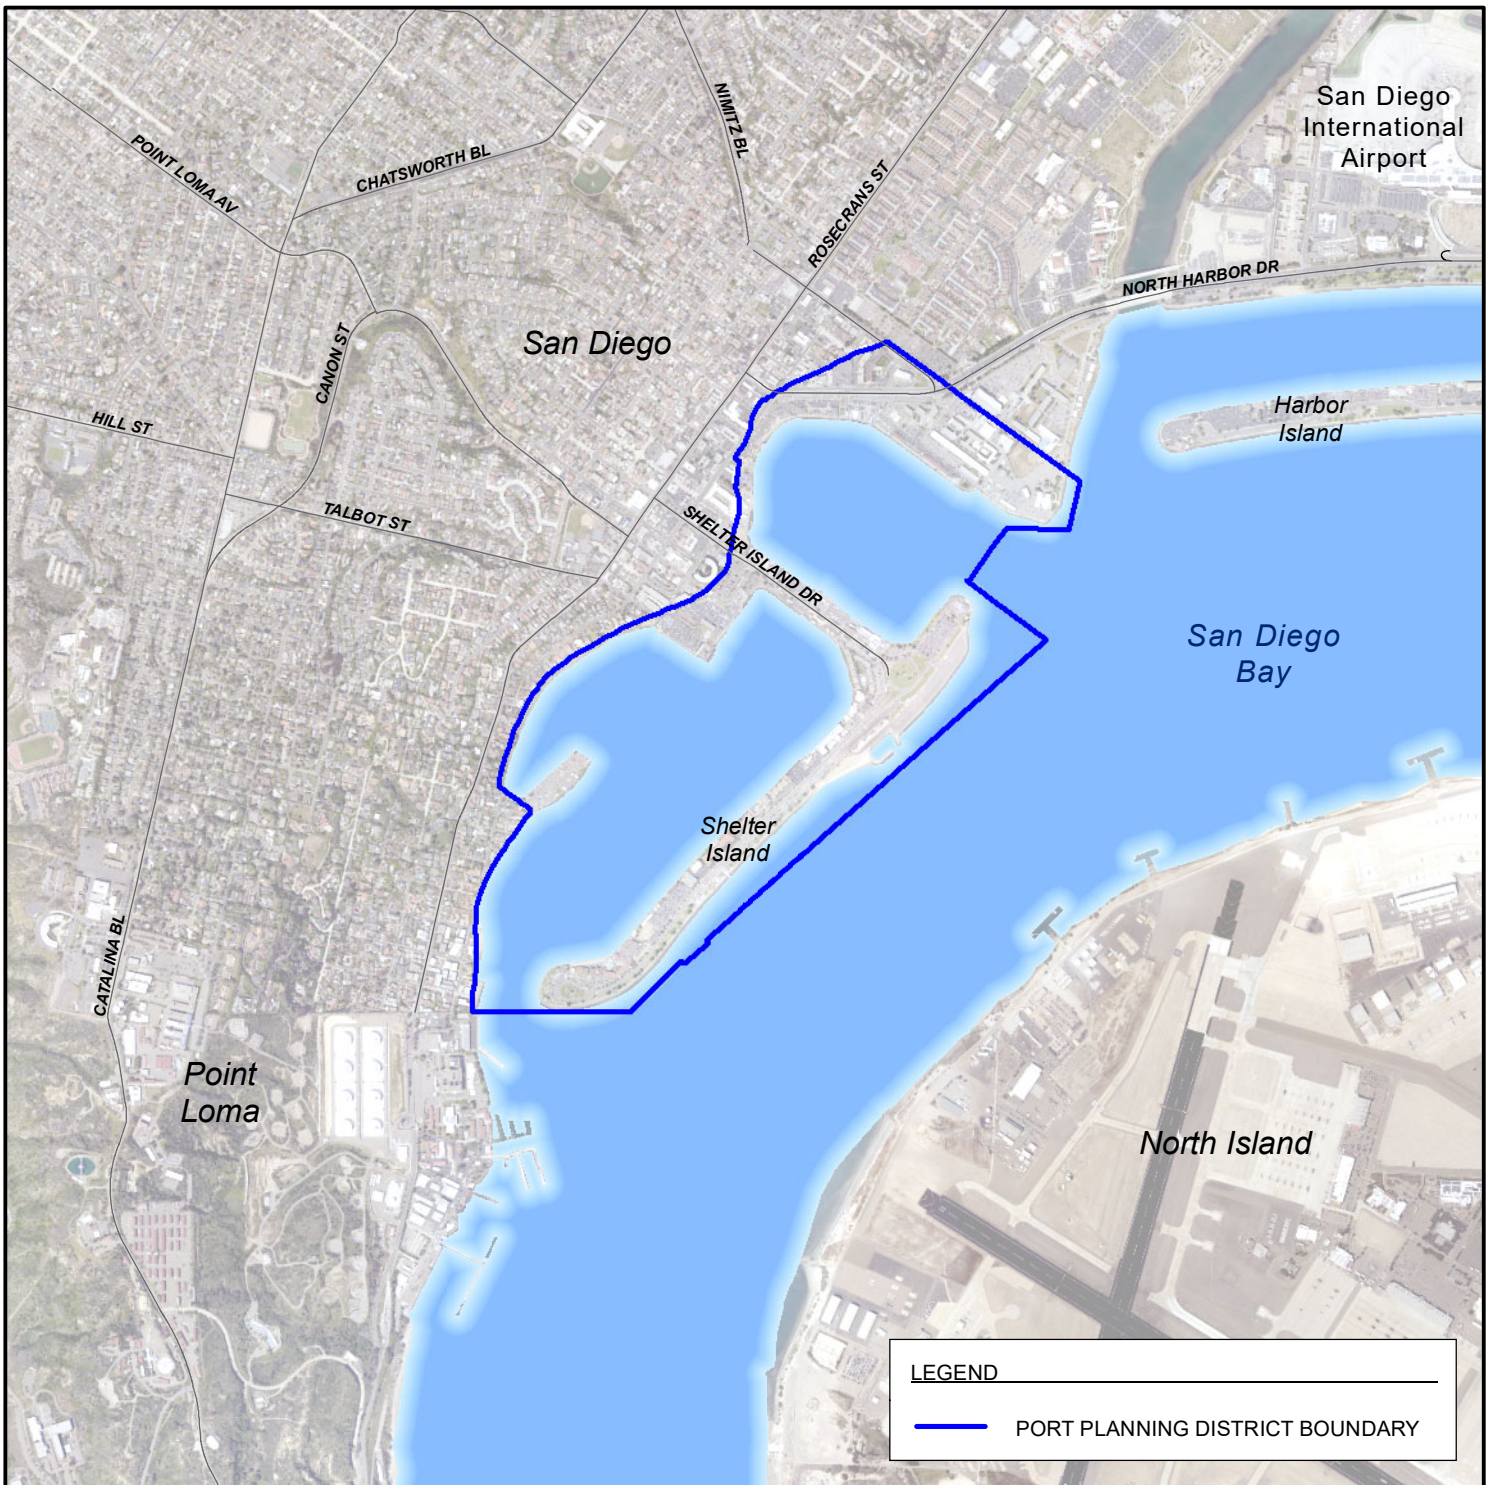 San Diego
International
Airport
NIMITZ BL
POINT LOMA AV
CHATSWORTH BL
ROSECRANS ST
NORTH HARBOR DR
San Diego
CANON ST
HILL ST
Harbor
Island
TALBOT ST
SHELTER ISLAND DR
San Diego
Bay
Shelter
Island
CATALINA BL
Point
Loma
North Island
LEGEND
PORT PLANNING DISTRICT BOUNDARY